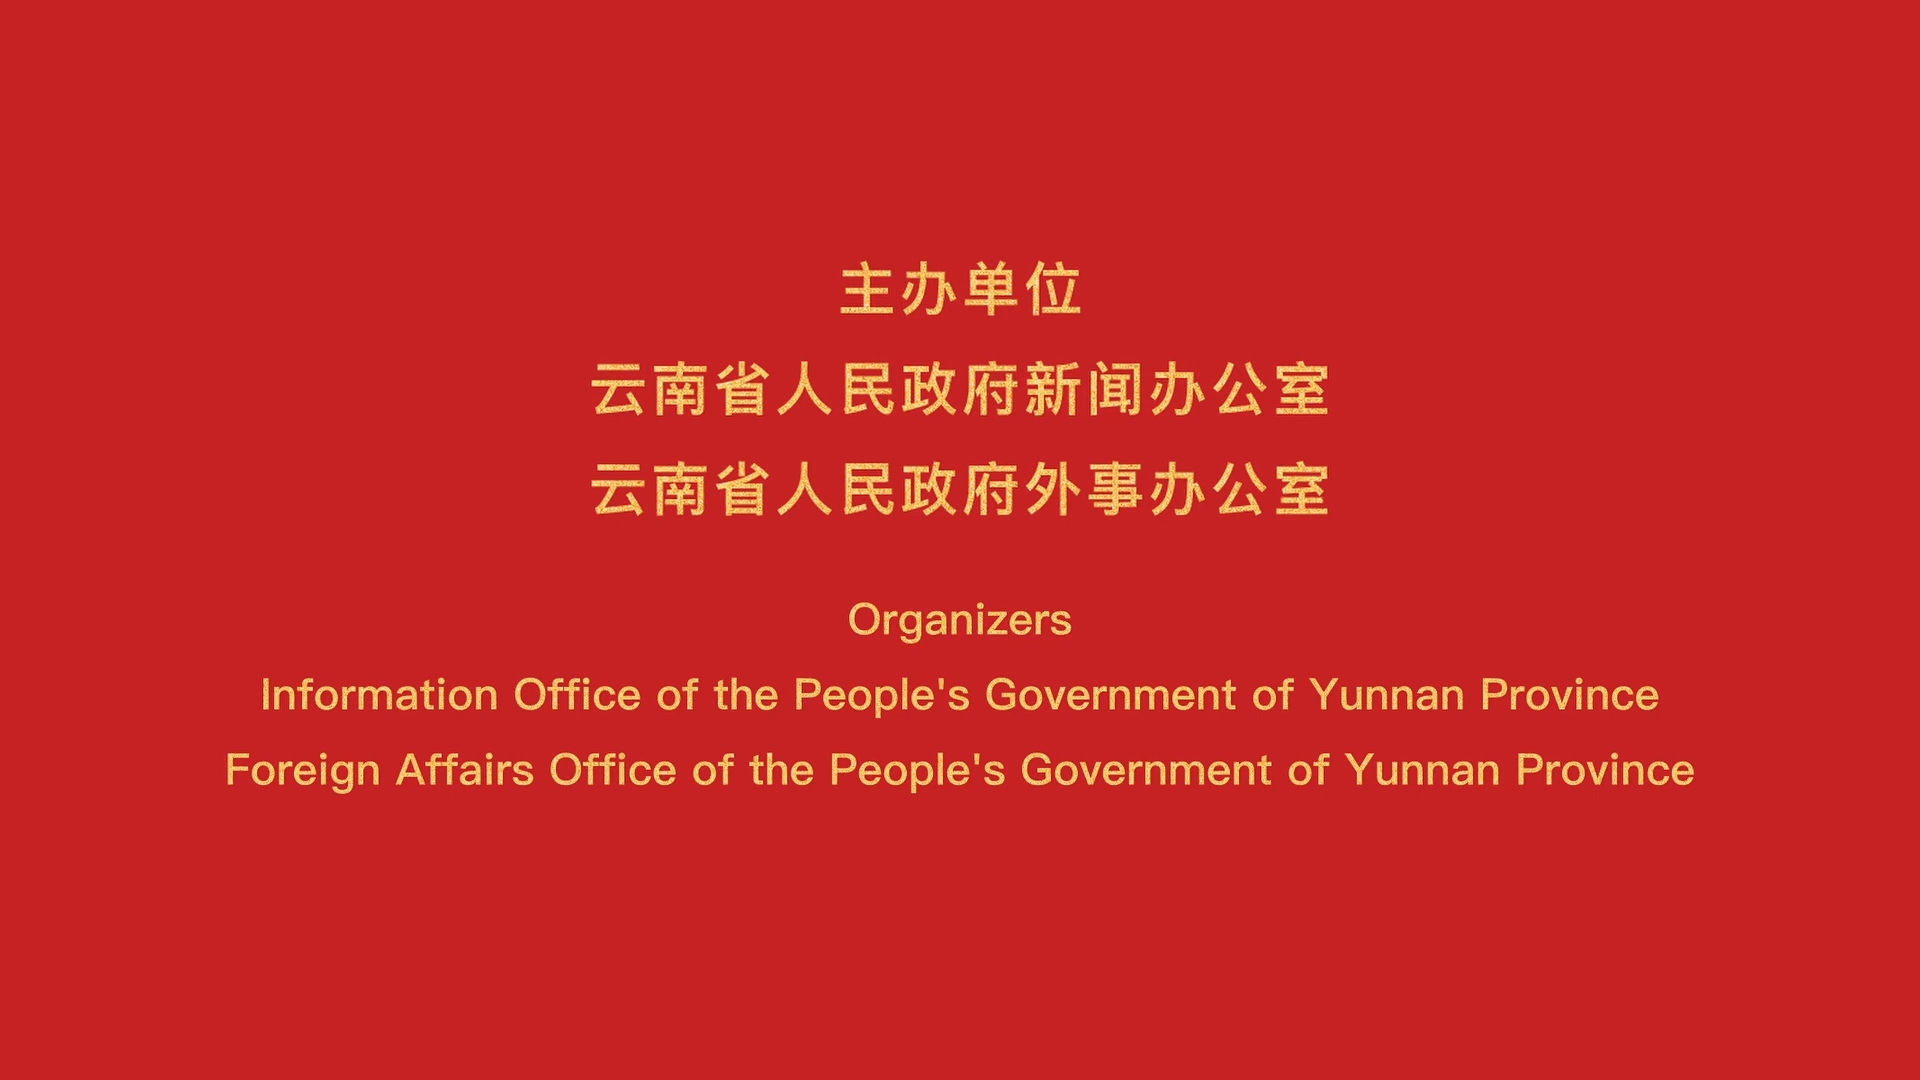 主办单位
云南省人民政府新闻办公室
云南省人民政府外事办公室
Organizers
Information Office of the People's Government of Yunnan Province
Foreign Affairs Office of the People's Government of Yunnan Province